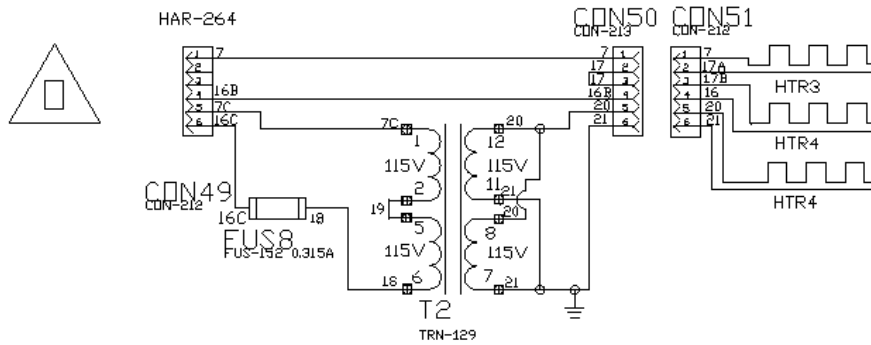 HAR-264
CON50
CON-213
CON51
CON-212
1 7
2
3
4 16B
5 7C
6 16C
7 1
17 2
17 3
16B 4
20 5
21 6
1 7
2 17A
3 17B
4 16
5 20
6 21
HTR3
HTR4
HTR4
7C
1
115V
2
19
5
115V
6
18
20
12
115V
11
21
20
8
115V
7
21
CON49
CON-212
16C
18
FUS8
FUS-152 0.315A
T2
TRN-129